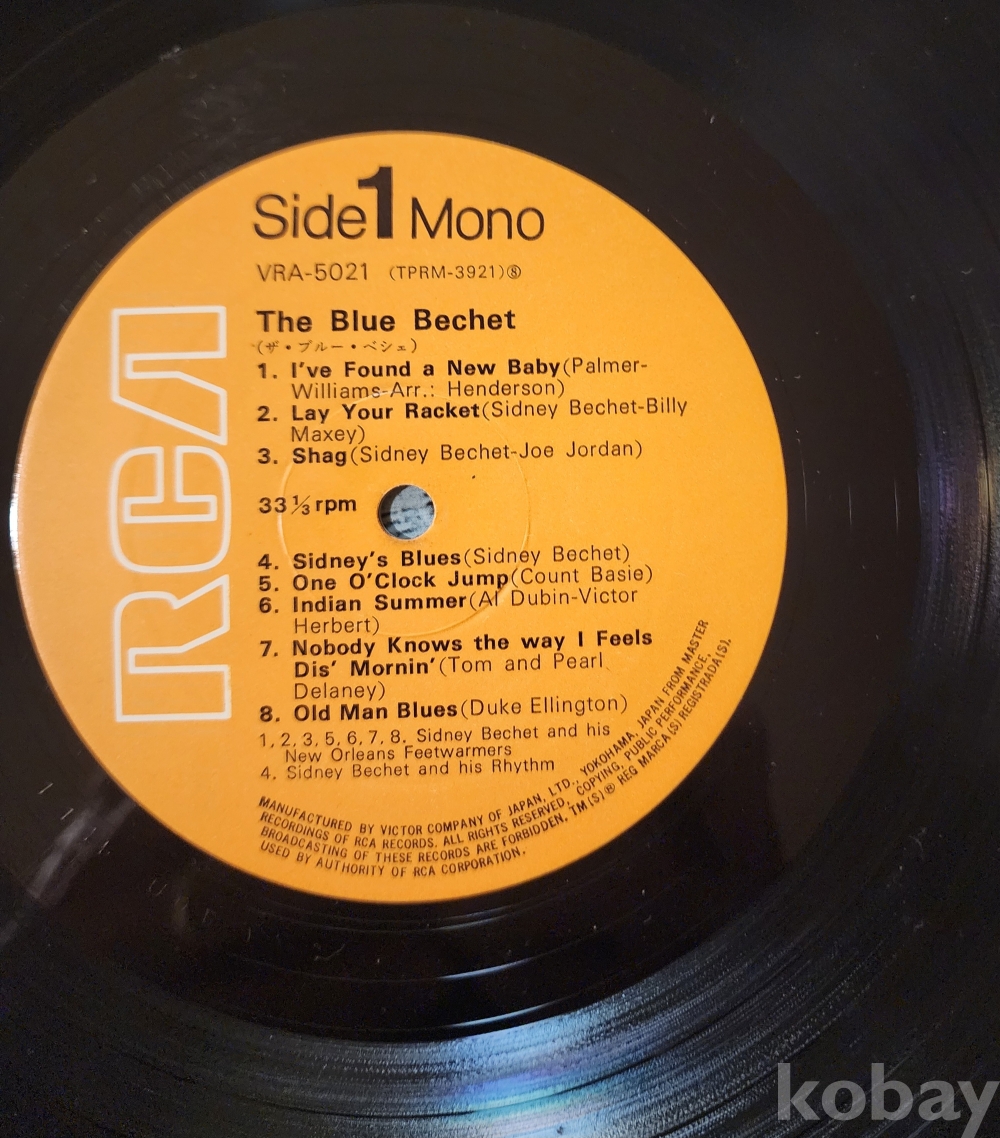 Side 1 Mono
VRA-5021 (TPRM-3921)Ⓢ
The Blue Bechet
(ザ・ブルー・ベシェ)
1. I've Found a New Baby(Palmer-
Williams-Arr.: Henderson)
2. Lay Your Racket(Sidney Bechet-Billy
Maxey)
3. Shag(Sidney Bechet-Joe Jordan)
33 1/3 rpm
4. Sidney's Blues(Sidney Bechet)
5. One O'Clock Jump(Count Basie)
6. Indian Summer(Al Dubin-Victor
Herbert)
7. Nobody Knows the way I Feels
Dis' Mornin'(Tom and Pearl
Delaney)
8. Old Man Blues(Duke Ellington)
1, 2, 3, 5, 6, 7, 8. Sidney Bechet and his
New Orleans Feetwarmers
4. Sidney Bechet and his Rhythm
MANUFACTURED BY VICTOR COMPANY OF JAPAN, LTD., YOKOHAMA, JAPAN FROM MASTER
RECORDINGS OF RCA RECORDS. ALL RIGHTS RESERVED, COPYING, PUBLIC PERFORMANCE,
BROADCASTING OF THESE RECORDS ARE FORBIDDEN, TM(S)® REG MARCA(S) REGISTRADA(S).
USED BY AUTHORITY OF RCA CORPORATION.
RCA
kobay